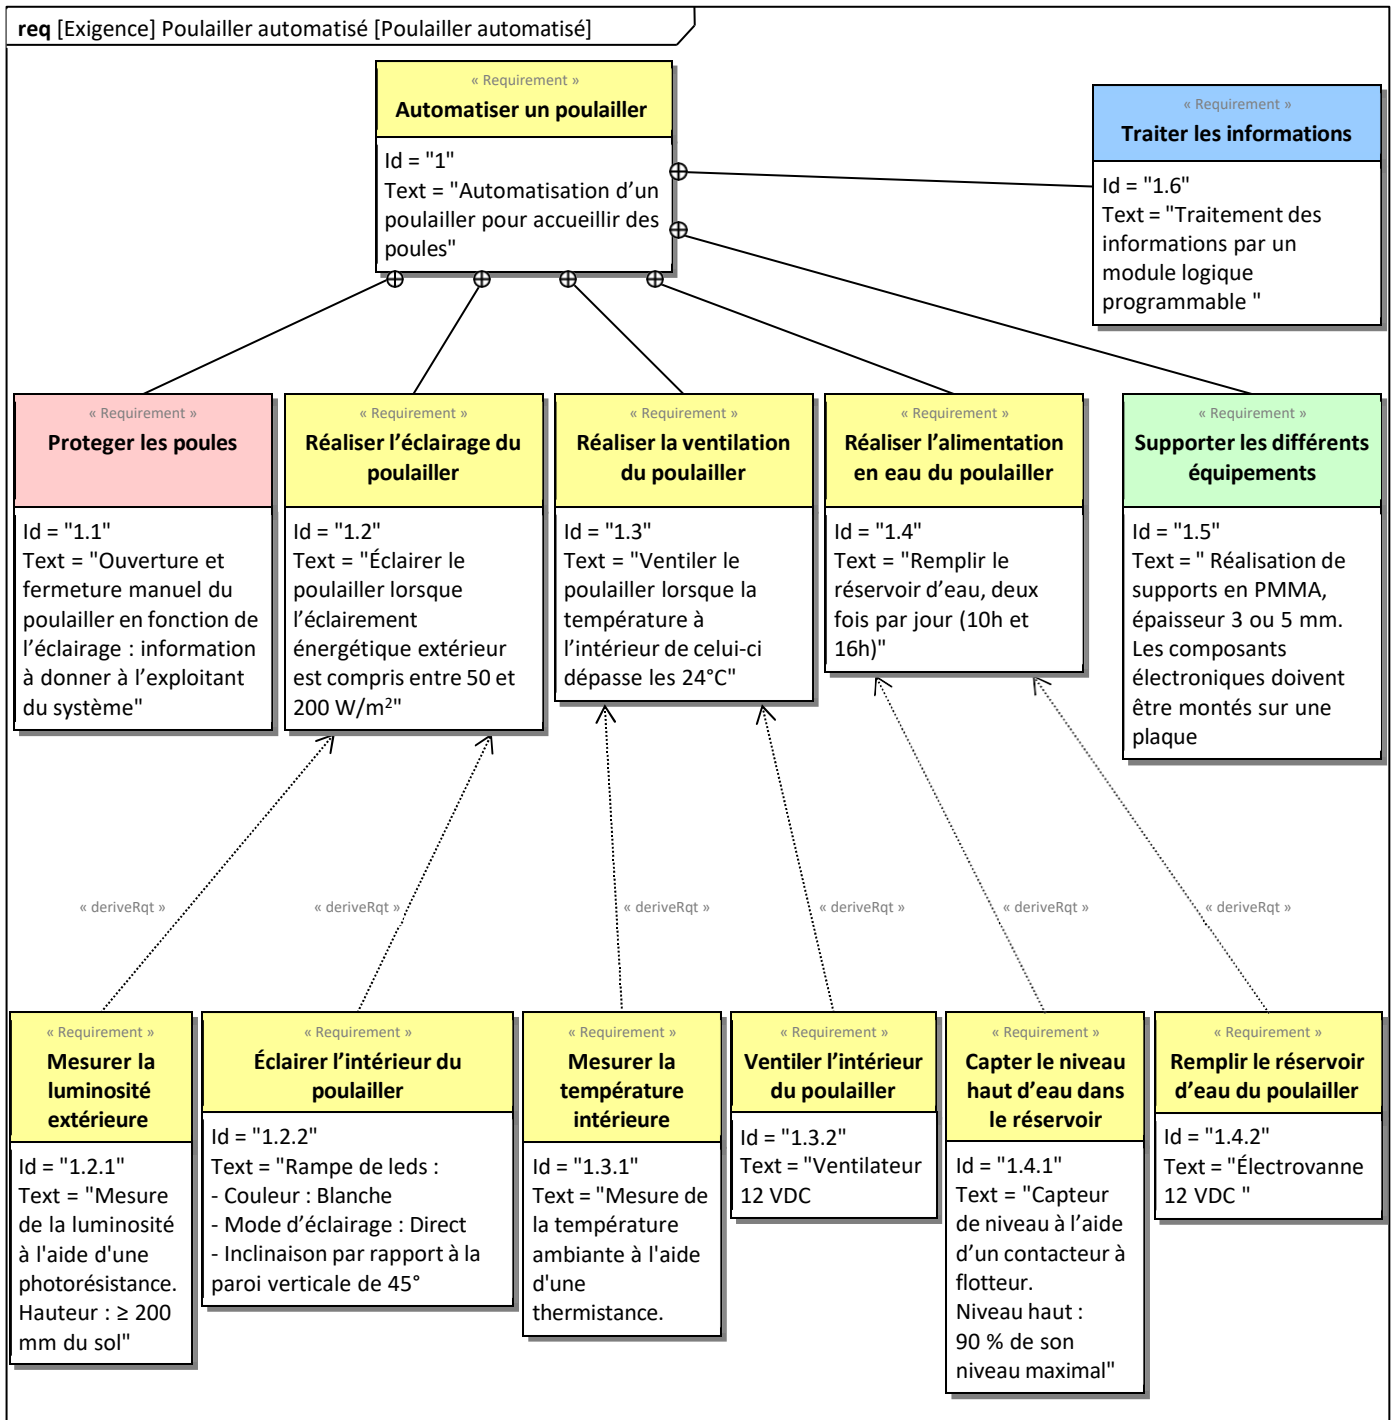 req [Exigence] Poulailler automatisé [Poulailler automatisé]
« Requirement »
Automatiser un poulailler
Id = "1"
Text = "Automatisation d’un
poulailler pour accueillir des
poules"
« Requirement »
Traiter les informations
Id = "1.6"
Text = "Traitement des
informations par un
module logique
programmable "
« Requirement »
Proteger les poules
Id = "1.1"
Text = "Ouverture et
fermeture manuel du
poulailler en fonction de
l’éclairage : information
à donner à l’exploitant
du système"
« Requirement »
Réaliser l’éclairage du
poulailler
Id = "1.2"
Text = "Éclairer le
poulailler lorsque
l’éclairement
énergétique extérieur
est compris entre 50 et
200 W/m²"
« Requirement »
Réaliser la ventilation
du poulailler
Id = "1.3"
Text = "Ventiler le
poulailler lorsque la
température à
l’intérieur de celui-ci
dépasse les 24°C"
« Requirement »
Réaliser l’alimentation
en eau du poulailler
Id = "1.4"
Text = "Remplir le
réservoir d’eau, deux
fois par jour (10h et
16h)"
« Requirement »
Supporter les différents
équipements
Id = "1.5"
Text = " Réalisation de
supports en PMMA,
épaisseur 3 ou 5 mm.
Les composants
électroniques doivent
être montés sur une
plaque
« deriveRqt »
« deriveRqt »
« deriveRqt »
« deriveRqt »
« deriveRqt »
« deriveRqt »
« Requirement »
Mesurer la
luminosité
extérieure
Id = "1.2.1"
Text = "Mesure
de la luminosité
à l'aide d'une
photorésistance.
Hauteur : ≥ 200
mm du sol"
« Requirement »
Éclairer l’intérieur du
poulailler
Id = "1.2.2"
Text = "Rampe de leds :
- Couleur : Blanche
- Mode d’éclairage : Direct
- Inclinaison par rapport à la
paroi verticale de 45°
« Requirement »
Mesurer la
température
intérieure
Id = "1.3.1"
Text = "Mesure de
la température
ambiante à l'aide
d'une
thermistance.
« Requirement »
Ventiler l’intérieur
du poulailler
Id = "1.3.2"
Text = "Ventilateur
12 VDC
« Requirement »
Capter le niveau
haut d’eau dans
le réservoir
Id = "1.4.1"
Text = "Capteur
de niveau à l’aide
d’un contacteur à
flotteur.
Niveau haut :
90 % de son
niveau maximal"
« Requirement »
Remplir le réservoir
d’eau du poulailler
Id = "1.4.2"
Text = "Électrovanne
12 VDC "